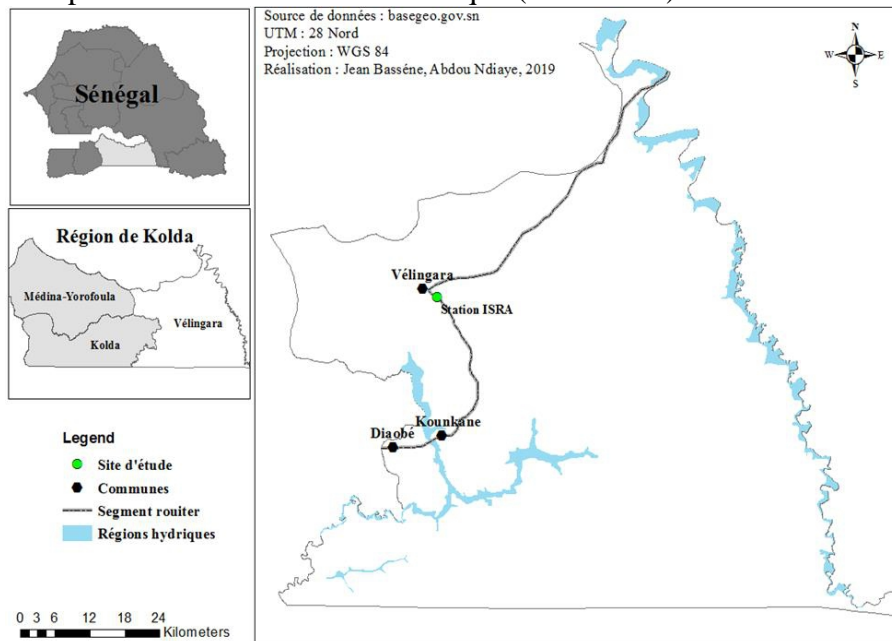 Source de données : basegeo.gov.sn
UTM : 28 Nord
Projection : WGS 84
Réalisation : Jean Basséne, Abdou Ndiaye, 2019
N
W
E
S
Sénégal
Région de Kolda
Médina-Yorofoula
Vélingara
Kolda
Vélingara
Station ISRA
Kounkane
Diaobé
Legend
Site d'étude
Communes
Segment rouiter
Régions hydriques
0 3 6 12 18 24
Kilometers